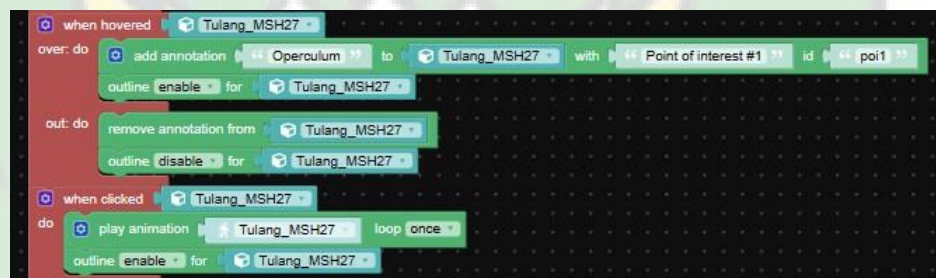 when hovered Tulang_MSH27
over: do add annotation “ Operculum ” to Tulang_MSH27 with “ Point of interest #1 ” id “ poi1 ”
outline enable for Tulang_MSH27
out: do remove annotation from Tulang_MSH27
outline disable for Tulang_MSH27
when clicked Tulang_MSH27
do play animation Tulang_MSH27 loop once
outline enable for Tulang_MSH27